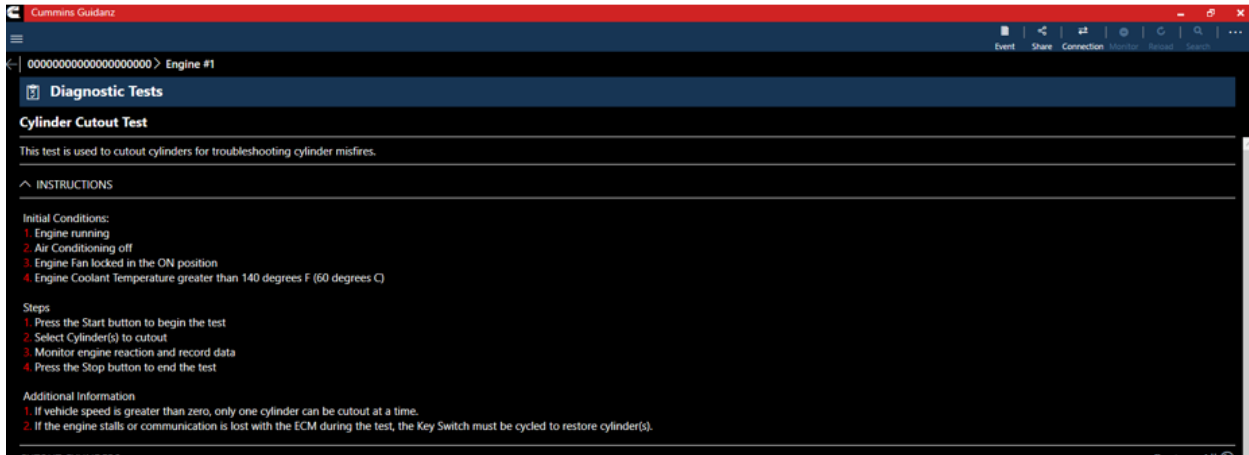 Cummins Guidanz
Event Share Connection Monitor Reload Search
00000000000000000000 > Engine #1
Diagnostic Tests
Cylinder Cutout Test
This test is used to cutout cylinders for troubleshooting cylinder misfires.
INSTRUCTIONS
Initial Conditions:
1. Engine running
2. Air Conditioning off
3. Engine Fan locked in the ON position
4. Engine Coolant Temperature greater than 140 degrees F (60 degrees C)
Steps
1. Press the Start button to begin the test
2. Select Cylinder(s) to cutout
3. Monitor engine reaction and record data
4. Press the Stop button to end the test
Additional Information
1. If vehicle speed is greater than zero, only one cylinder can be cutout at a time.
2. If the engine stalls or communication is lost with the ECM during the test, the Key Switch must be cycled to restore cylinder(s).